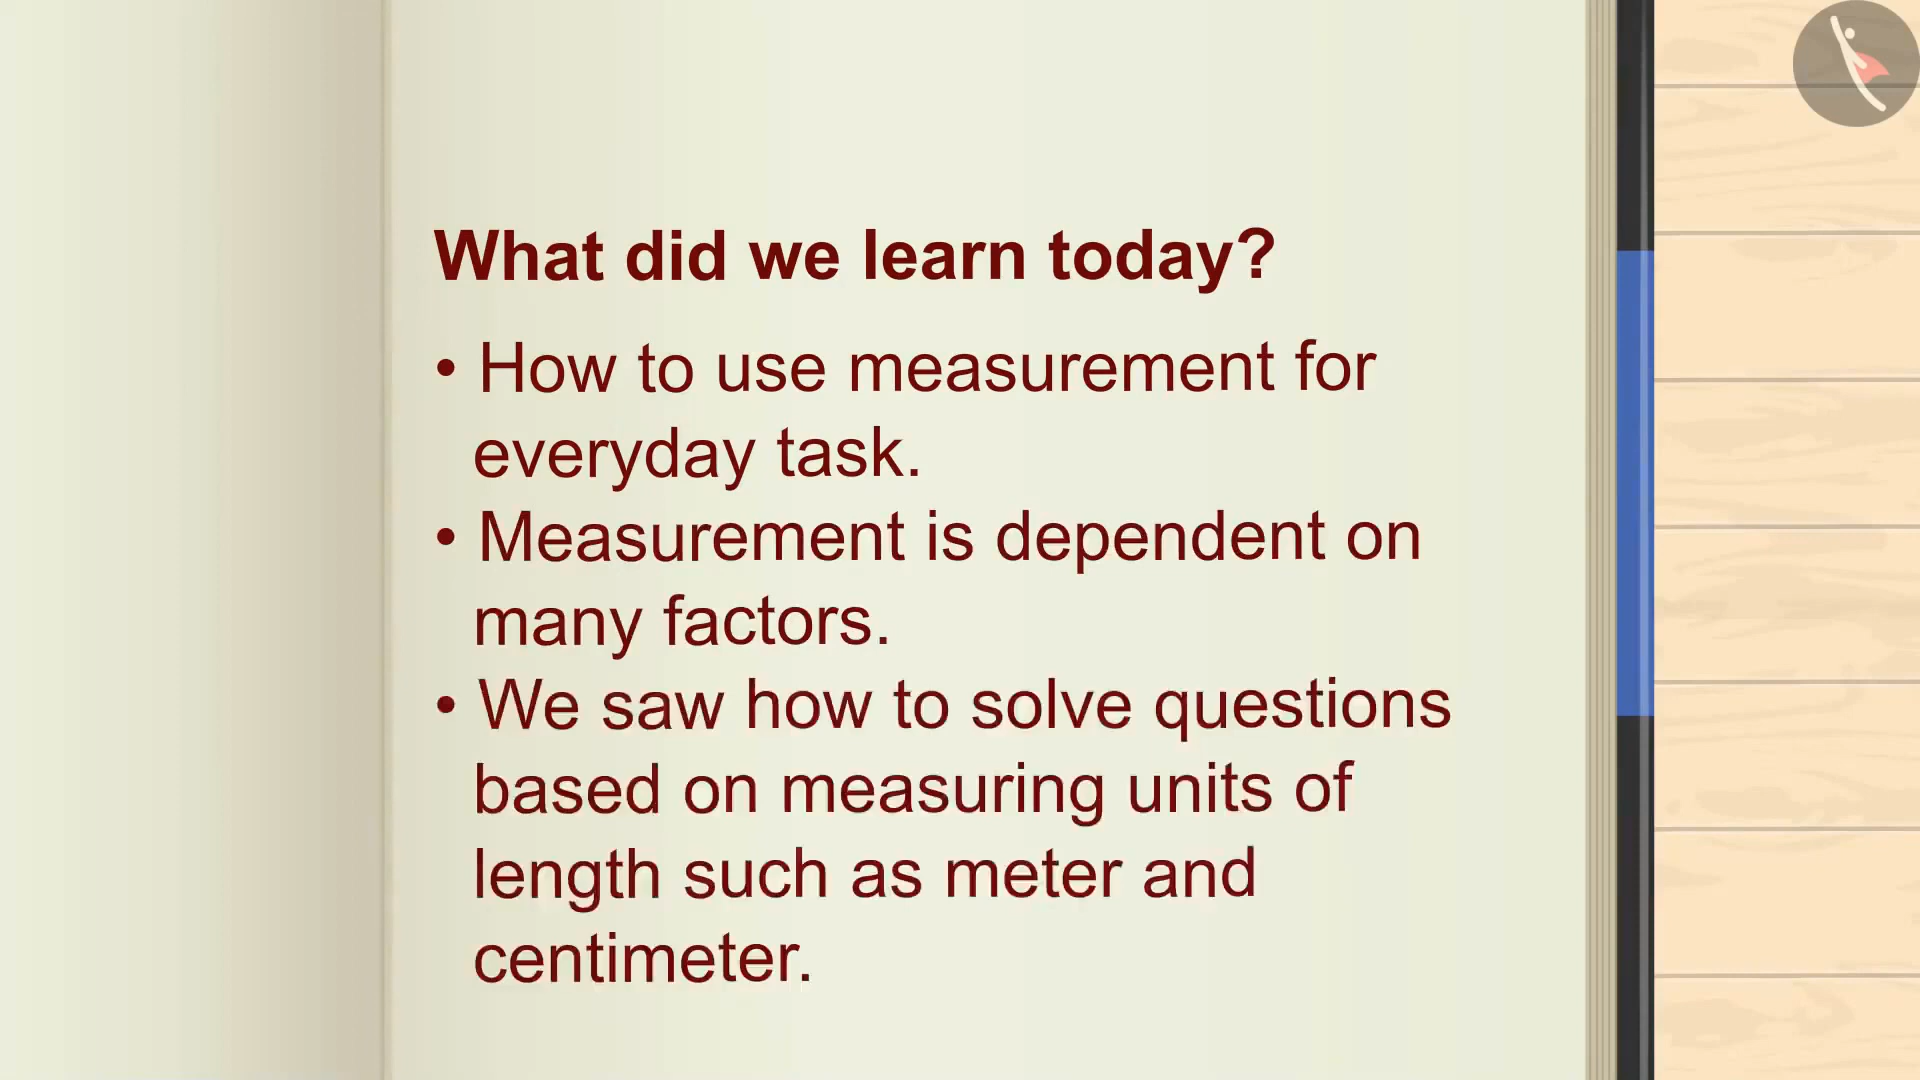 What did we learn today?
• How to use measurement for
everyday task.
• Measurement is dependent on
many factors.
• We saw how to solve questions
based on measuring units of
length such as meter and
centimeter.